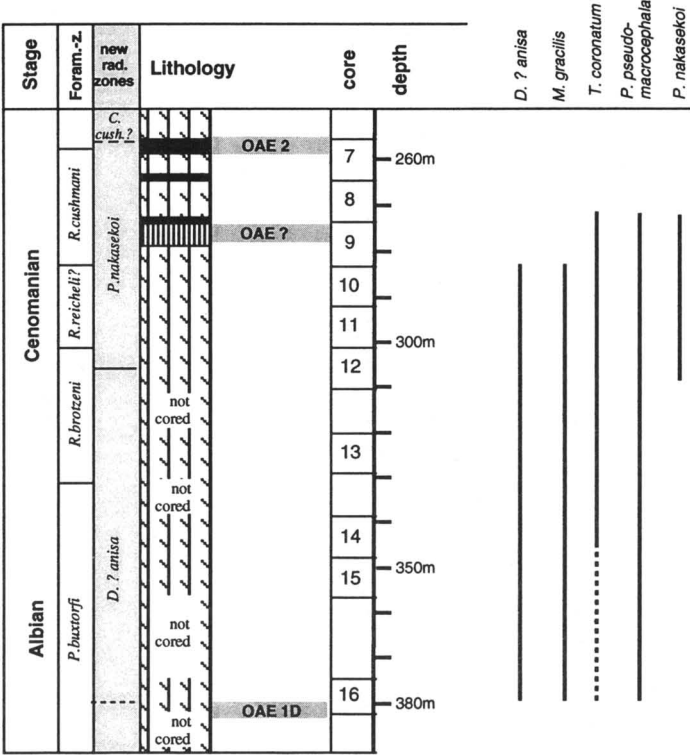 Stage
Foram.-z.
new
rad.
zones
Lithology
core
depth
D. ? anisa
M. gracilis
T. coronatum
P. pseudo-
macrocephala
P. nakasekoi
Cenomanian
Albian
R.cushmani
R.reicheli?
R.brotzeni
P.buxtorfi
C.
cush.?
P.nakasekoi
D. ? anisa
not
cored
not
cored
not
cored
not
cored
OAE 2
OAE ?
OAE 1D
7
8
9
10
11
12
13
14
15
16
260m
300m
350m
380m